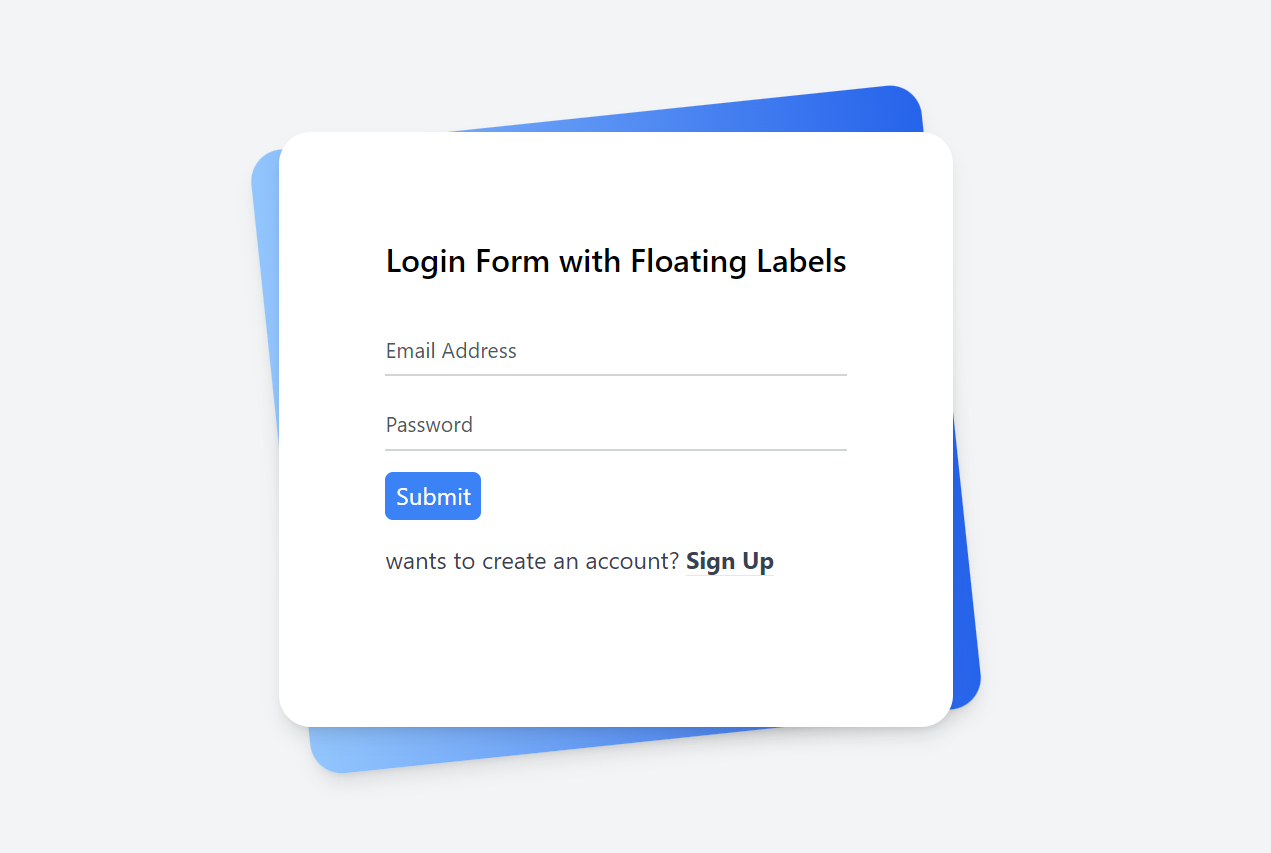 Login Form with Floating Labels
Email Address
Password
Submit
wants to create an account? Sign Up